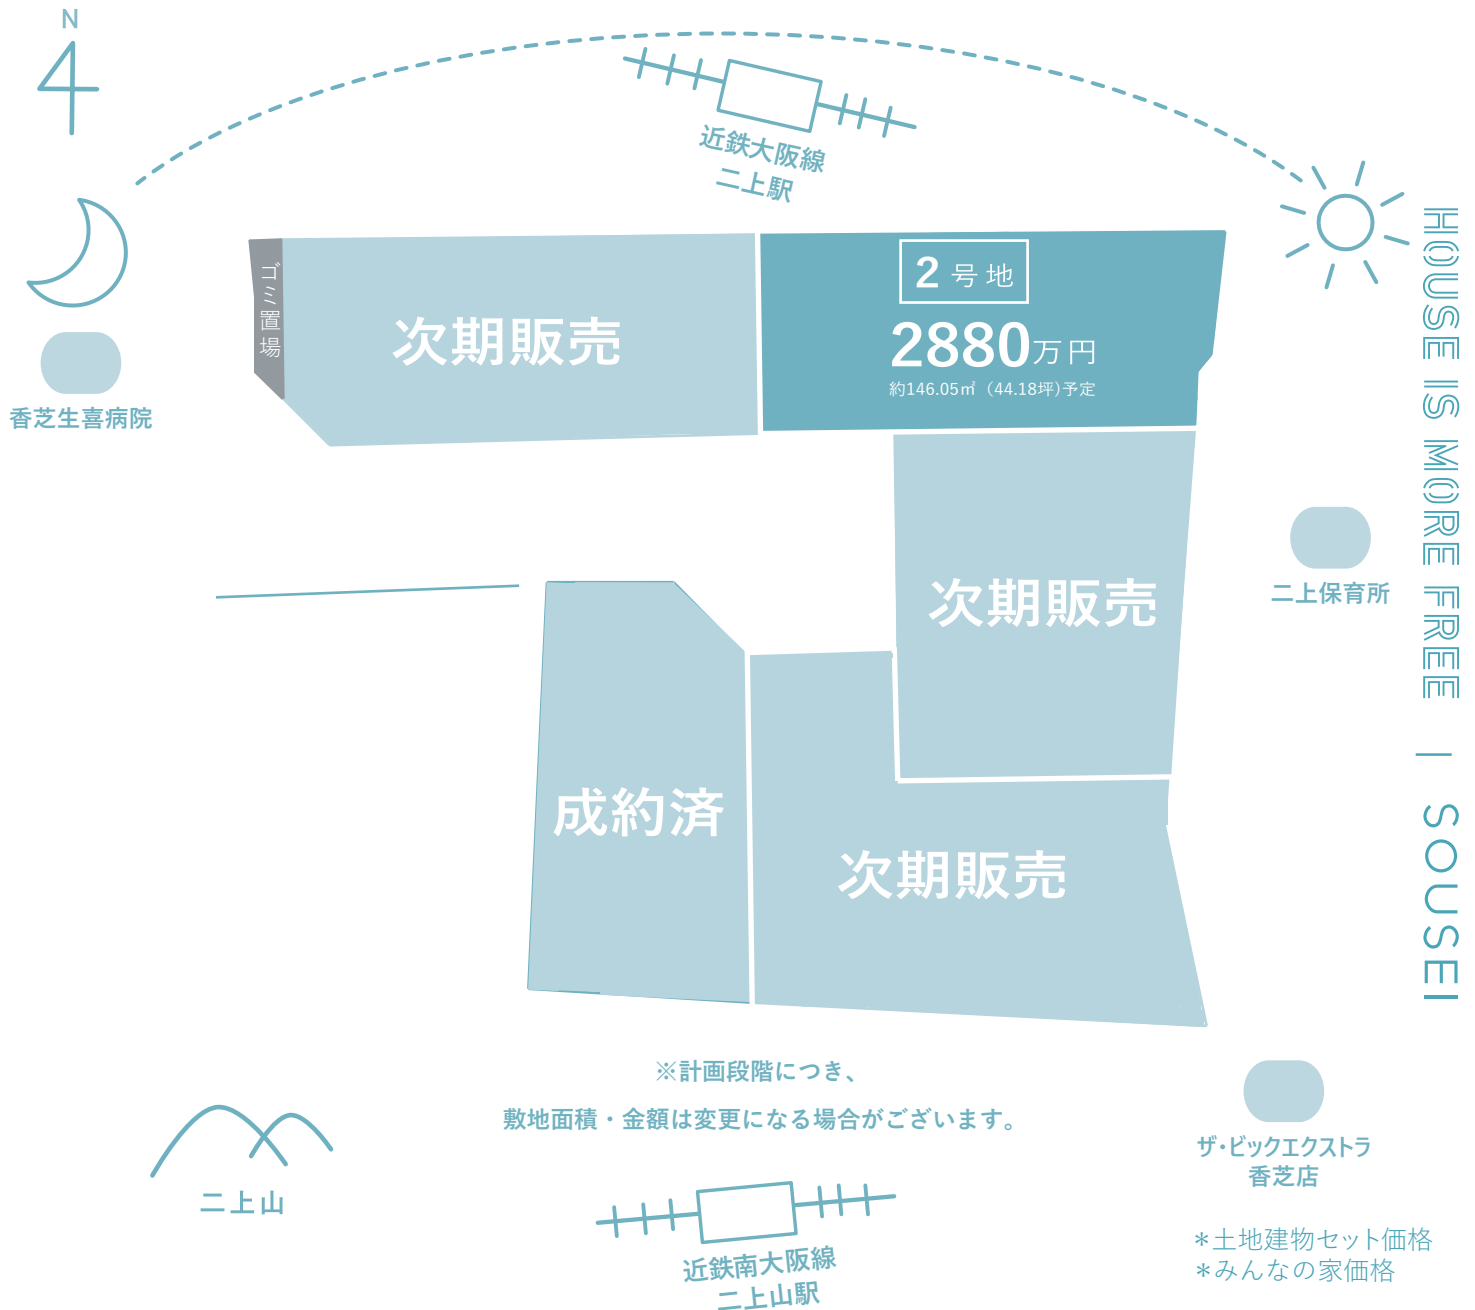 N
近鉄大阪線
二上駅
ゴミ置場
次期販売
2号地
2880万円
約146.05㎡（44.18坪)予定
香芝生喜病院
次期販売
二上保育所
成約済
次期販売
HOUSE IS MORE FREE | SOUSEI
※計画段階につき、
敷地面積・金額は変更になる場合がございます。
ザ・ビックエクストラ
香芝店
二上山
近鉄南大阪線
二上山駅
＊土地建物セット価格
＊みんなの家価格